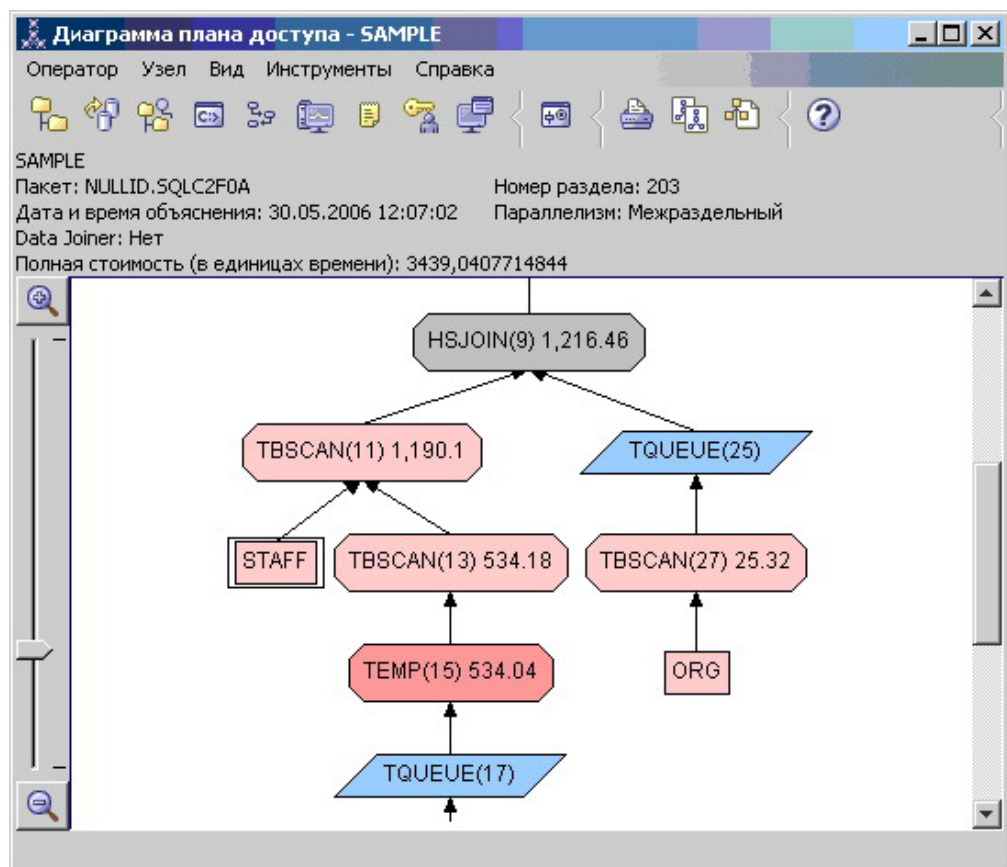 Диаграмма плана доступа - SAMPLE
Оператор Узел Вид Инструменты Справка
SAMPLE
Пакет: NULLID.SQLC2F0A Номер раздела: 203
Дата и время объяснения: 30.05.2006 12:07:02 Параллелизм: Межраздельный
Data Joiner: Нет
Полная стоимость (в единицах времени): 3439,0407714844
HSJOIN(9) 1,216.46
TBSCAN(11) 1,190.1 TQUEUE(25)
STAFF TBSCAN(13) 534.18 TBSCAN(27) 25.32
TEMP(15) 534.04 ORG
TQUEUE(17)